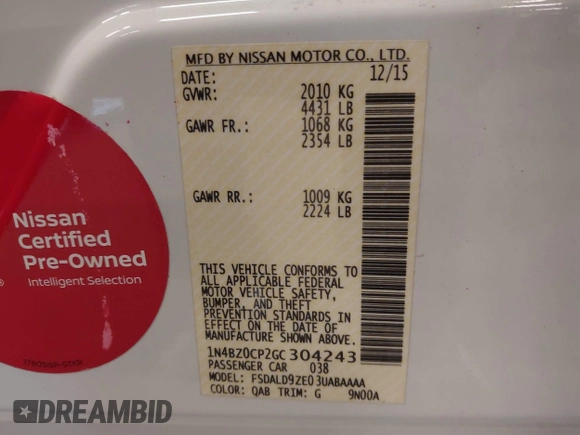 MFD BY NISSAN MOTOR CO., LTD.
DATE: 12/15
GVWR: 2010 KG
4431 LB
GAWR FR.: 1068 KG
2354 LB
GAWR RR.: 1009 KG
2224 LB
THIS VEHICLE CONFORMS TO
ALL APPLICABLE FEDERAL
MOTOR VEHICLE SAFETY,
BUMPER, AND THEFT
PREVENTION STANDARDS IN
EFFECT ON THE DATE OF
MANUFACTURE SHOWN ABOVE.
1N4BZ0CP2GC304243
PASSENGER CAR 038
MODEL: FSDALD9ZE03UABAAAA
COLOR: QAB TRIM: G 9N00A
Nissan
Certified
Pre-Owned
Intelligent Selection
®
DREAMBID